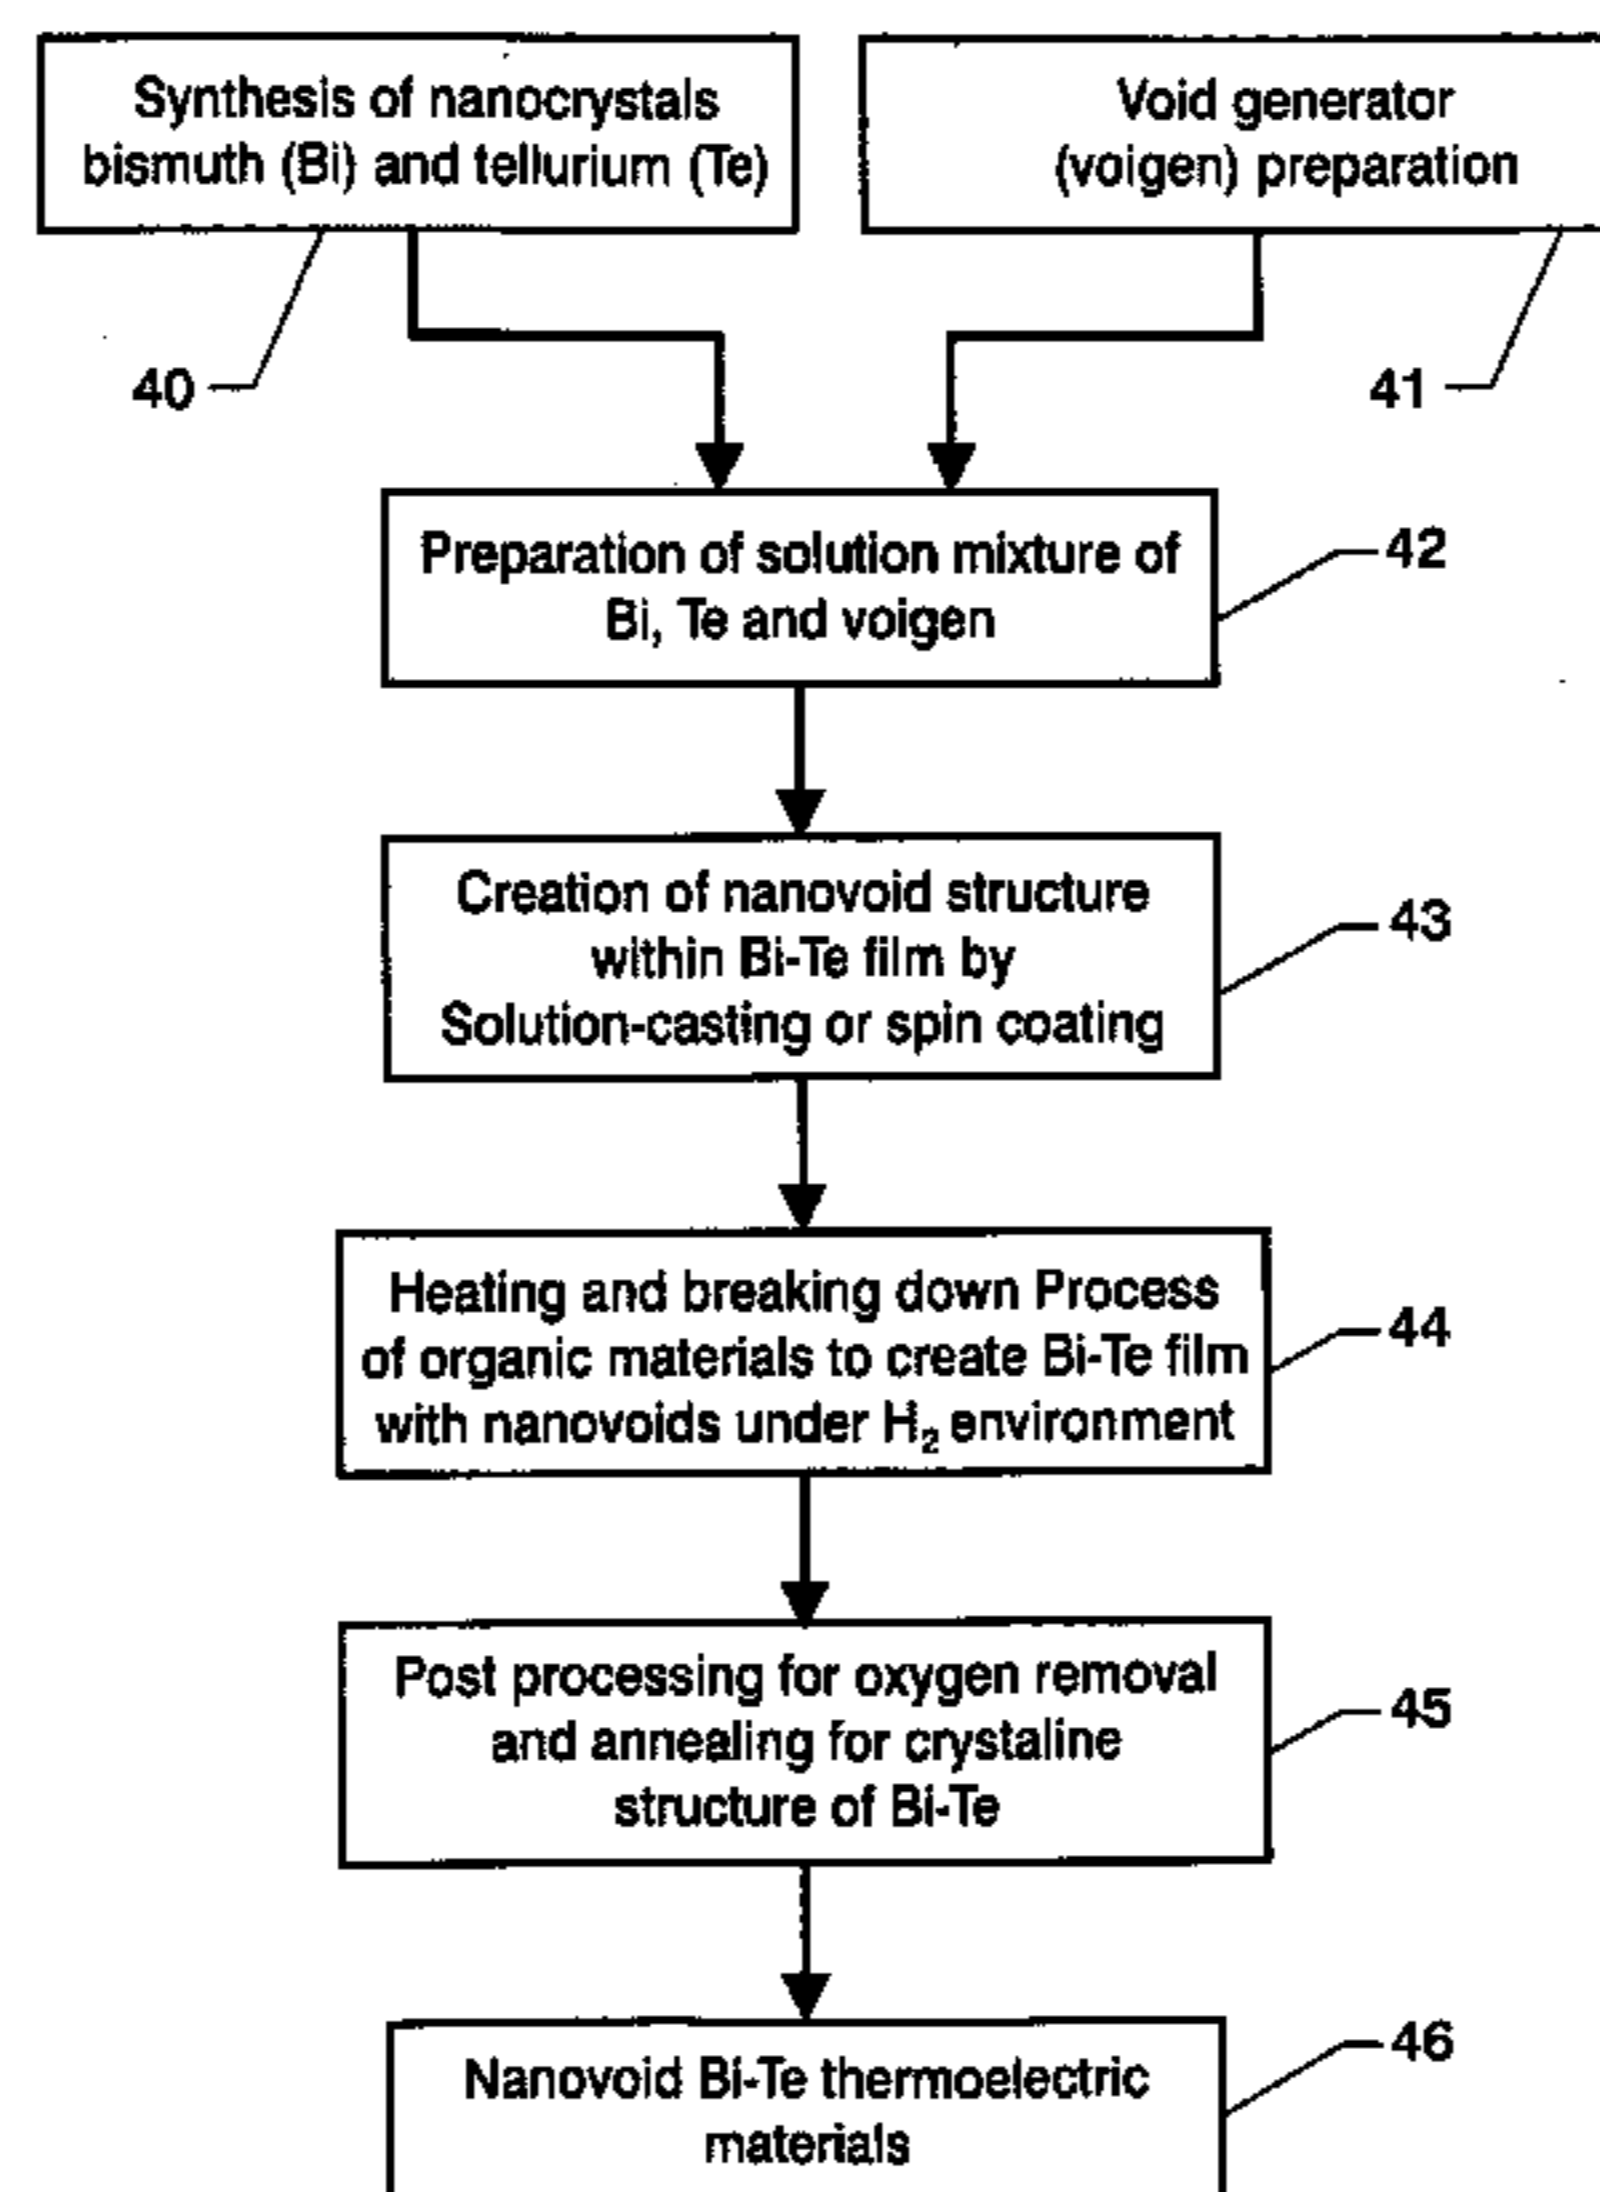 Synthesis of nanocrystals
bismuth (Bi) and tellurium (Te)
Void generator
(voigen) preparation
40
41
Preparation of solution mixture of
Bi, Te and voigen
42
Creation of nanovoid structure
within Bi-Te film by
Solution-casting or spin coating
43
Heating and breaking down Process
of organic materials to create Bi-Te film
with nanovoids under H₂ environment
44
Post processing for oxygen removal
and annealing for crystaline
structure of Bi-Te
45
Nanovoid Bi-Te thermoelectric
materials
46